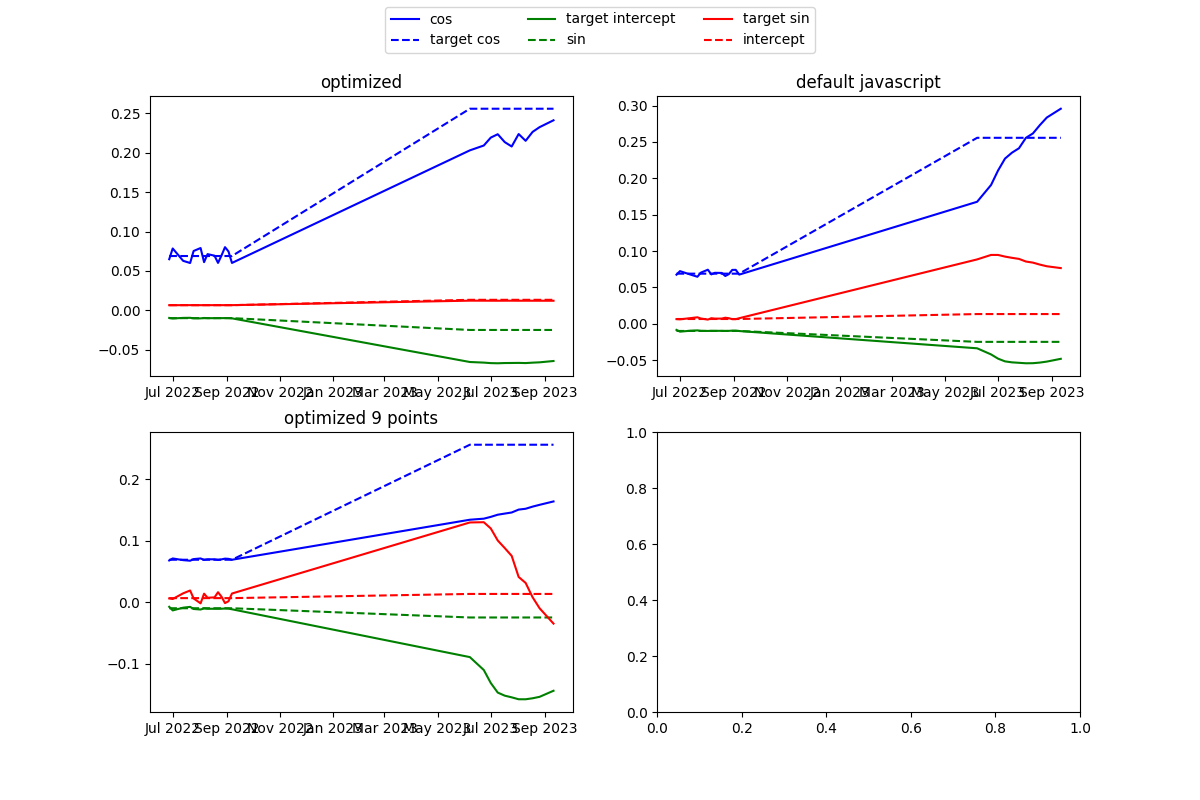 cos target intercept target sin
target cos sin intercept
optimized
default javascript
0.25
0.20
0.15
0.10
0.05
0.00
−0.05
0.30
0.25
0.20
0.15
0.10
0.05
0.00
−0.05
Jul 2022 Sep 2022 Nov 2022 Jan 2023 Mar 2023 May 2023 Jul 2023 Sep 2023
Jul 2022 Sep 2022 Nov 2022 Jan 2023 Mar 2023 May 2023 Jul 2023 Sep 2023
optimized 9 points
0.2
0.1
0.0
−0.1
1.0
0.8
0.6
0.4
0.2
0.0
Jul 2022 Sep 2022 Nov 2022 Jan 2023 Mar 2023 May 2023 Jul 2023 Sep 2023
0.0 0.2 0.4 0.6 0.8 1.0